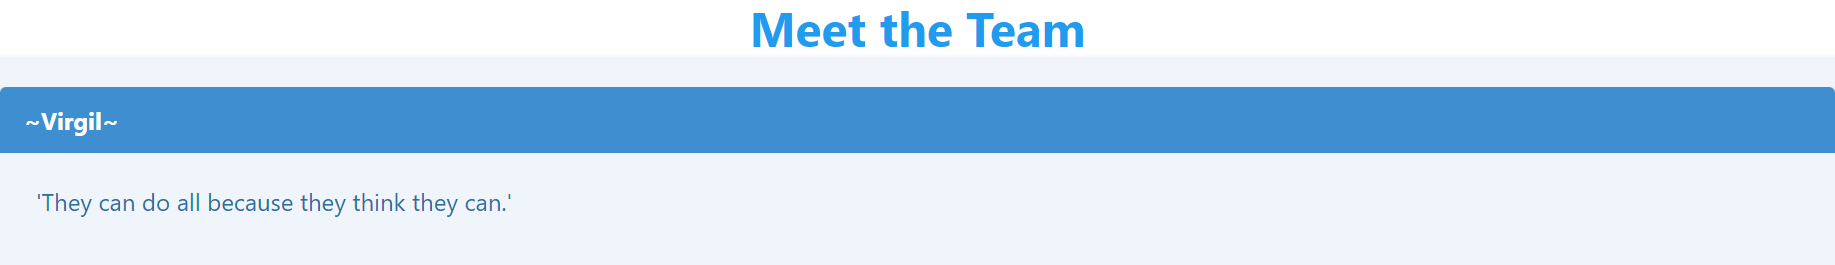 Meet the Team
~Virgil~
'They can do all because they think they can.'